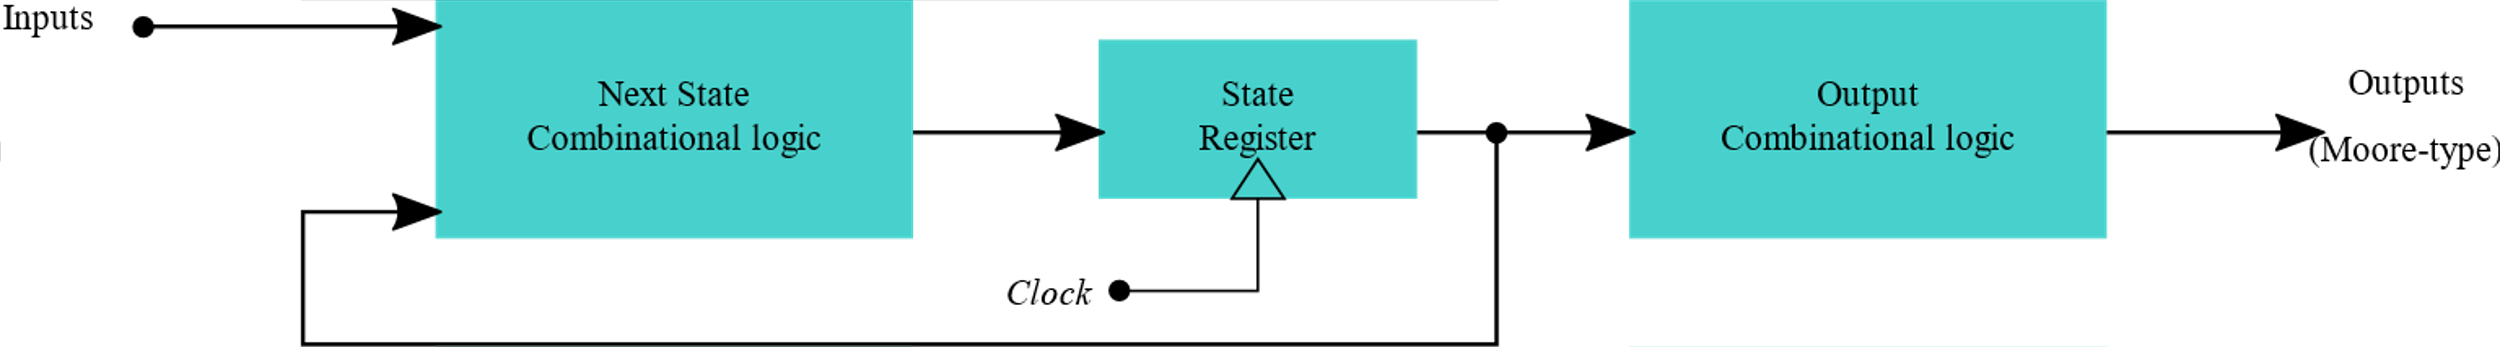 Inputs
Next State
Combinational logic
State
Register
Output
Combinational logic
Outputs
(Moore-type)
Clock